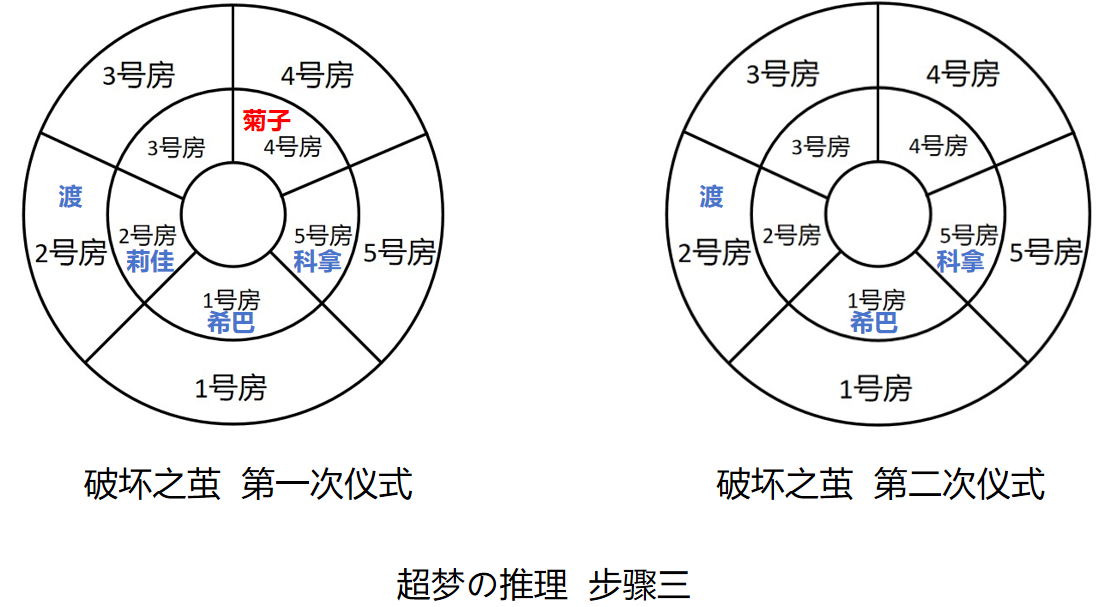 3号房
4号房
菊子
3号房
4号房
渡
2号房
2号房
莉佳
5号房
科拿
5号房
1号房
希巴
1号房
破坏之茧 第一次仪式
3号房
4号房
3号房
4号房
渡
2号房
2号房
5号房
科拿
5号房
1号房
希巴
1号房
破坏之茧 第二次仪式
超梦の推理 步骤三